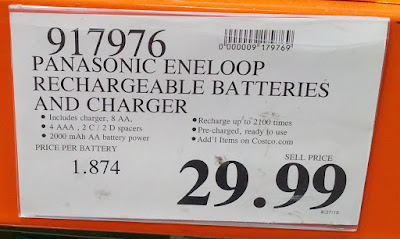 917976
0000009 179769
PANASONIC ENELOOP
RECHARGEABLE BATTERIES
AND CHARGER
• Includes charger, 8 AA,
• 4 AAA , 2 C / 2 D spacers
• 2000 mAh AA battery power
• Recharge up to 2100 times
• Pre-charged, ready to use
• Add'l Items on Costco.com
PRICE PER BATTERY
1.874
SELL PRICE
29.99